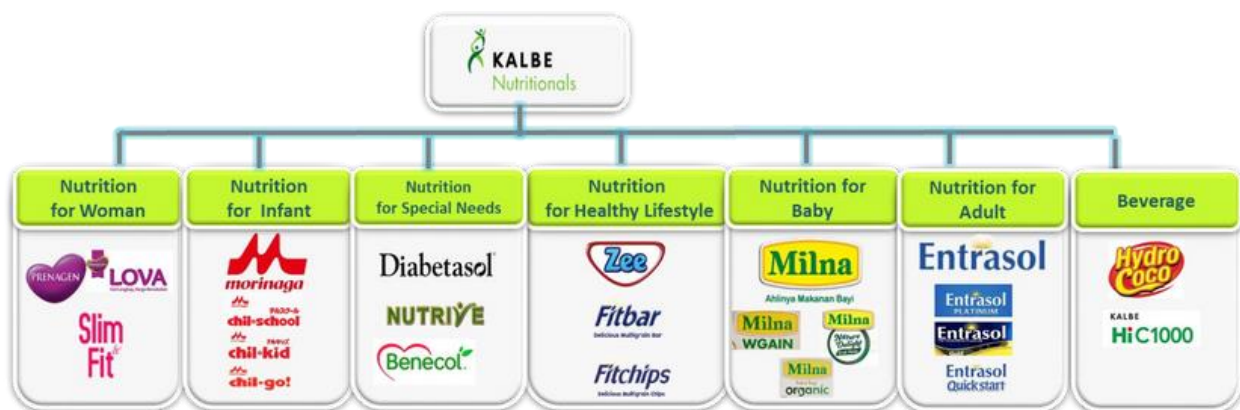 KALBE
Nutritionals
Nutrition
for Woman
PRENAGEN
LOVA
Slim
&
Fit
Nutrition
for Infant
morinaga
chil-school
chil-kid
chil-go!
Nutrition
for Special Needs
Diabetasol
NUTRIVE
Benecol
Nutrition
for Healthy Lifestyle
Zee
Fitbar
Delicious Multigrain Bar
Fitchips
Delicious Multigrain Chips
Nutrition for
Baby
Milna
Ahlinya Makanan Bayi
Milna
WGAIN
Milna
Nature
Delight
Milna
organic
Nutrition for
Adult
Entrasol
Entrasol
PLATINUM
Entrasol
Gold
Entrasol
Quickstart
Beverage
Hydro
Coco
KALBE
HiC1000